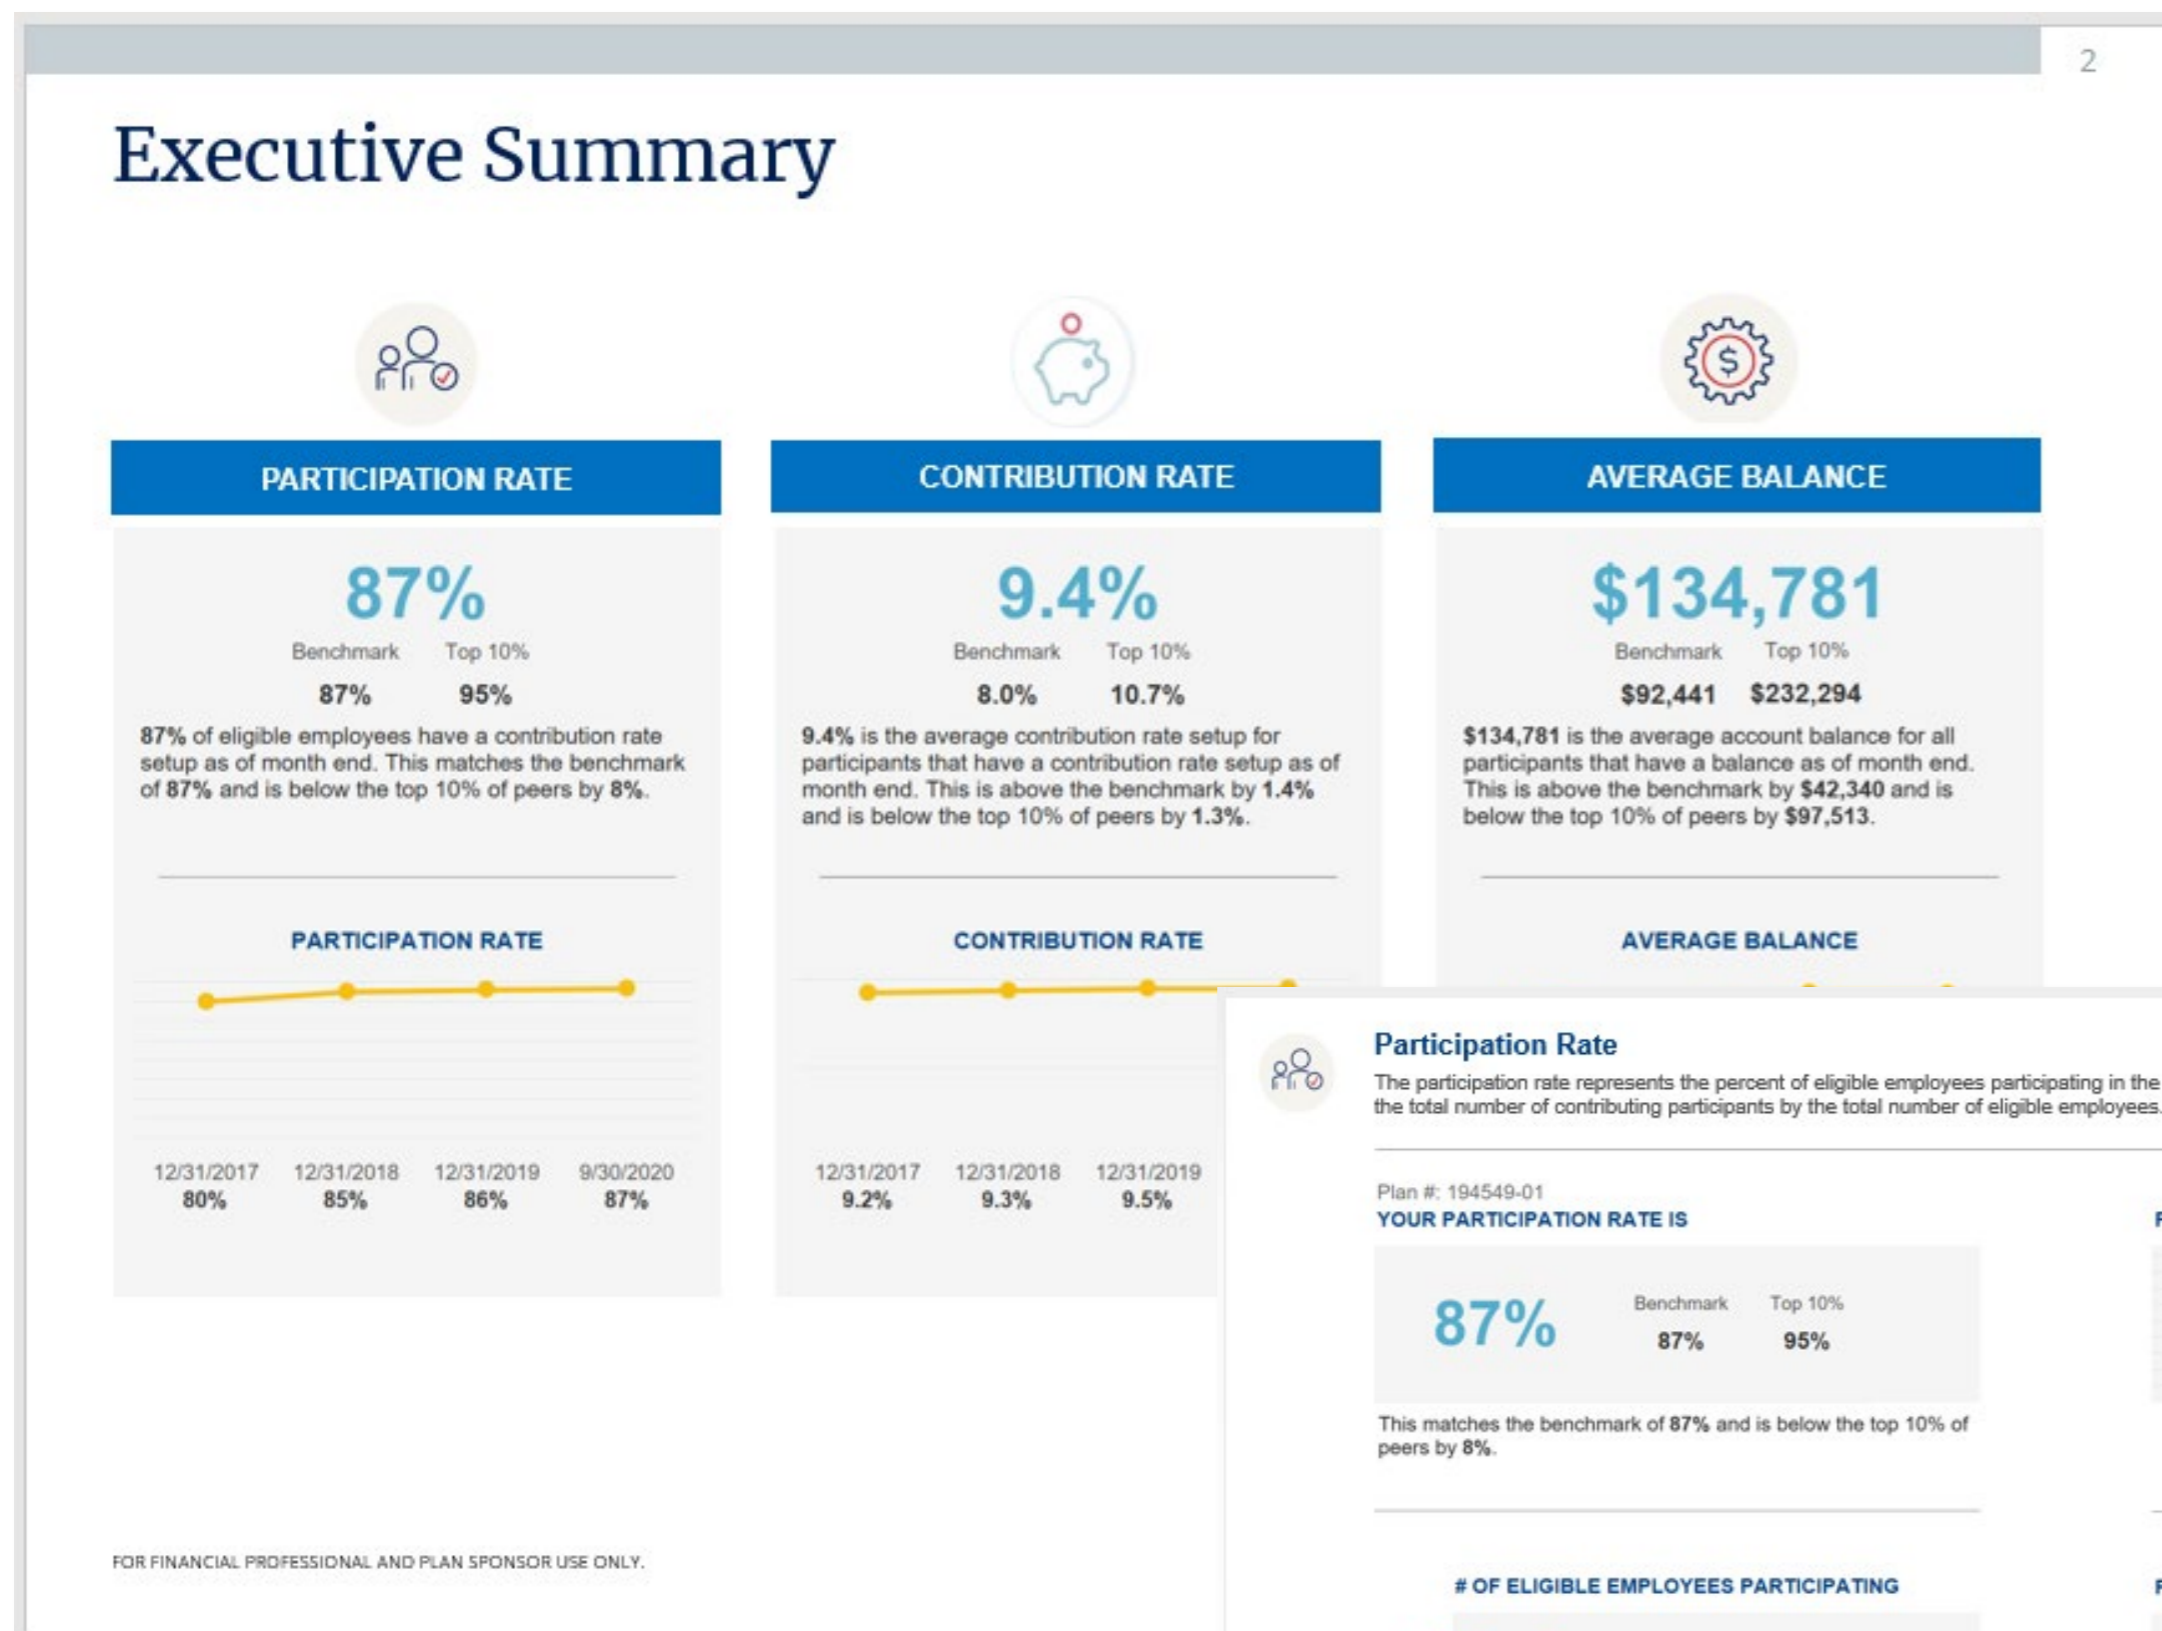 2
Executive Summary
PARTICIPATION RATE
87%
Benchmark Top 10%
87% 95%
87% of eligible employees have a contribution rate
setup as of month end. This matches the benchmark
of 87% and is below the top 10% of peers by 8%.
PARTICIPATION RATE
12/31/2017 12/31/2018 12/31/2019 9/30/2020
80% 85% 86% 87%
CONTRIBUTION RATE
9.4%
Benchmark Top 10%
8.0% 10.7%
9.4% is the average contribution rate setup for
participants that have a contribution rate setup as of
month end. This is above the benchmark by 1.4%
and is below the top 10% of peers by 1.3%.
CONTRIBUTION RATE
12/31/2017 12/31/2018 12/31/2019
9.2% 9.3% 9.5%
AVERAGE BALANCE
$134,781
Benchmark Top 10%
$92,441 $232,294
$134,781 is the average account balance for all
participants that have a balance as of month end.
This is above the benchmark by $42,340 and is
below the top 10% of peers by $97,513.
AVERAGE BALANCE
Participation Rate
The participation rate represents the percent of eligible employees participating in the
the total number of contributing participants by the total number of eligible employees.
Plan #: 194549-01
YOUR PARTICIPATION RATE IS
87%
Benchmark Top 10%
87% 95%
This matches the benchmark of 87% and is below the top 10% of
peers by 8%.
# OF ELIGIBLE EMPLOYEES PARTICIPATING
FOR FINANCIAL PROFESSIONAL AND PLAN SPONSOR USE ONLY.